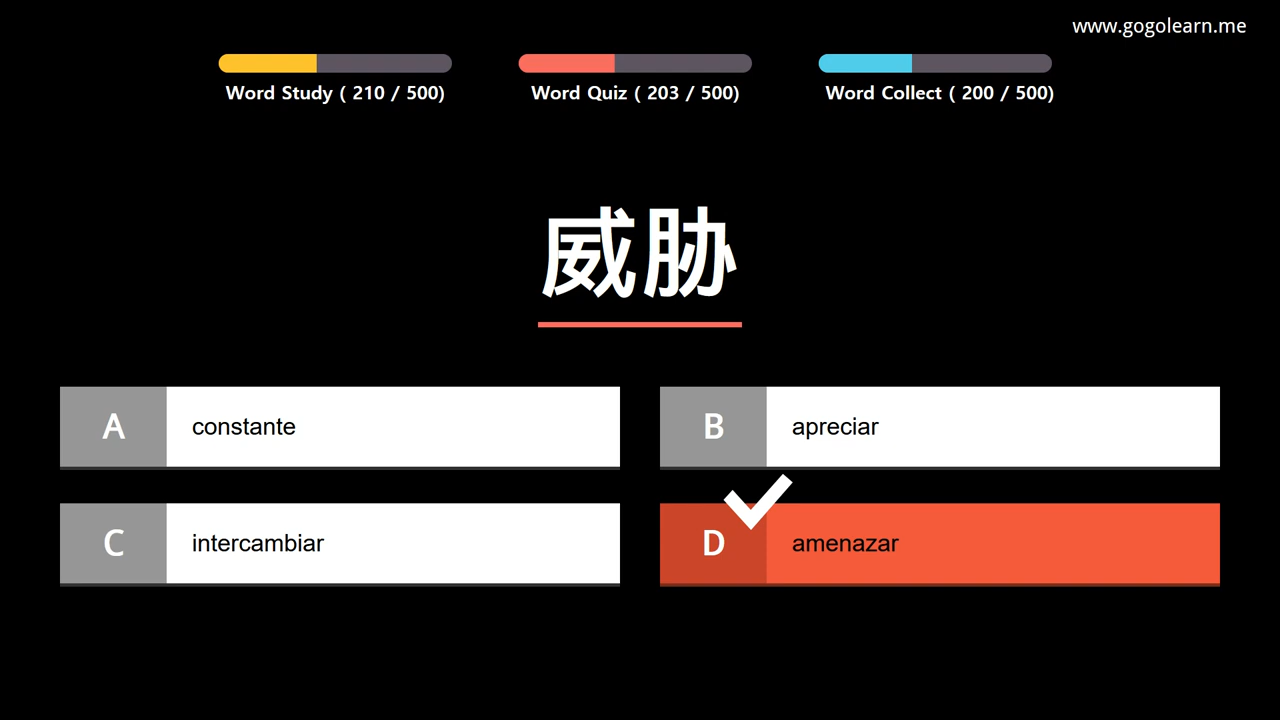 www.gogolearn.me
Word Study ( 210 / 500)
Word Quiz ( 203 / 500)
Word Collect ( 200 / 500)
威胁
A constante
B apreciar
C intercambiar
D amenazar